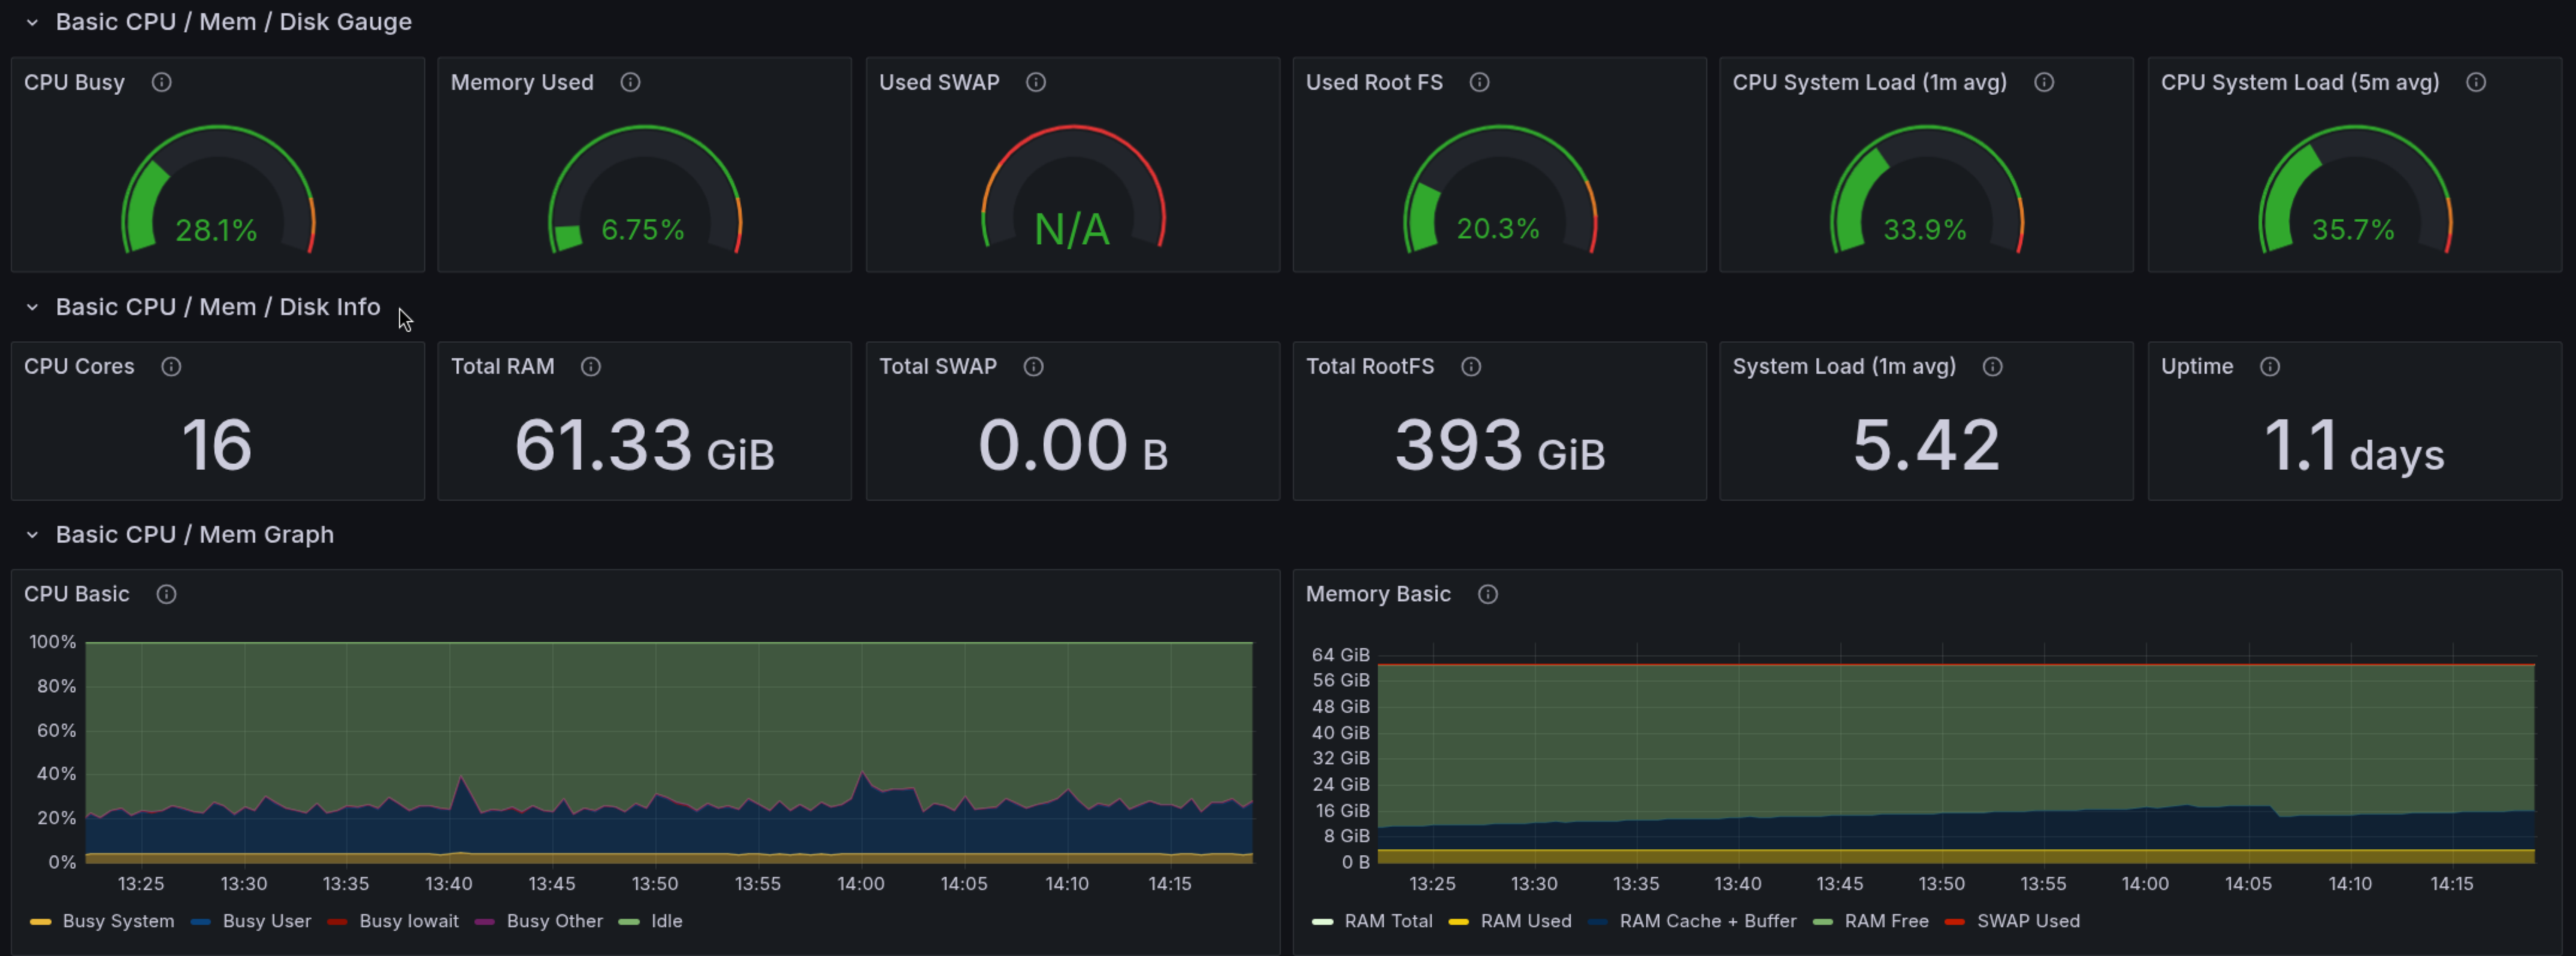 Basic CPU / Mem / Disk Gauge
CPU Busy
Memory Used
Used SWAP
Used Root FS
CPU System Load (1m avg)
CPU System Load (5m avg)
28.1%
6.75%
N/A
20.3%
33.9%
35.7%
Basic CPU / Mem / Disk Info
CPU Cores
Total RAM
Total SWAP
Total RootFS
System Load (1m avg)
Uptime
16
61.33 GiB
0.00 B
393 GiB
5.42
1.1 days
Basic CPU / Mem Graph
CPU Basic
100%
80%
60%
40%
20%
0%
13:25 13:30 13:35 13:40 13:45 13:50 13:55 14:00 14:05 14:10 14:15
Busy System Busy User Busy Iowait Busy Other Idle
Memory Basic
64 GiB
56 GiB
48 GiB
40 GiB
32 GiB
24 GiB
16 GiB
8 GiB
0 B
13:25 13:30 13:35 13:40 13:45 13:50 13:55 14:00 14:05 14:10 14:15
RAM Total RAM Used RAM Cache + Buffer RAM Free SWAP Used